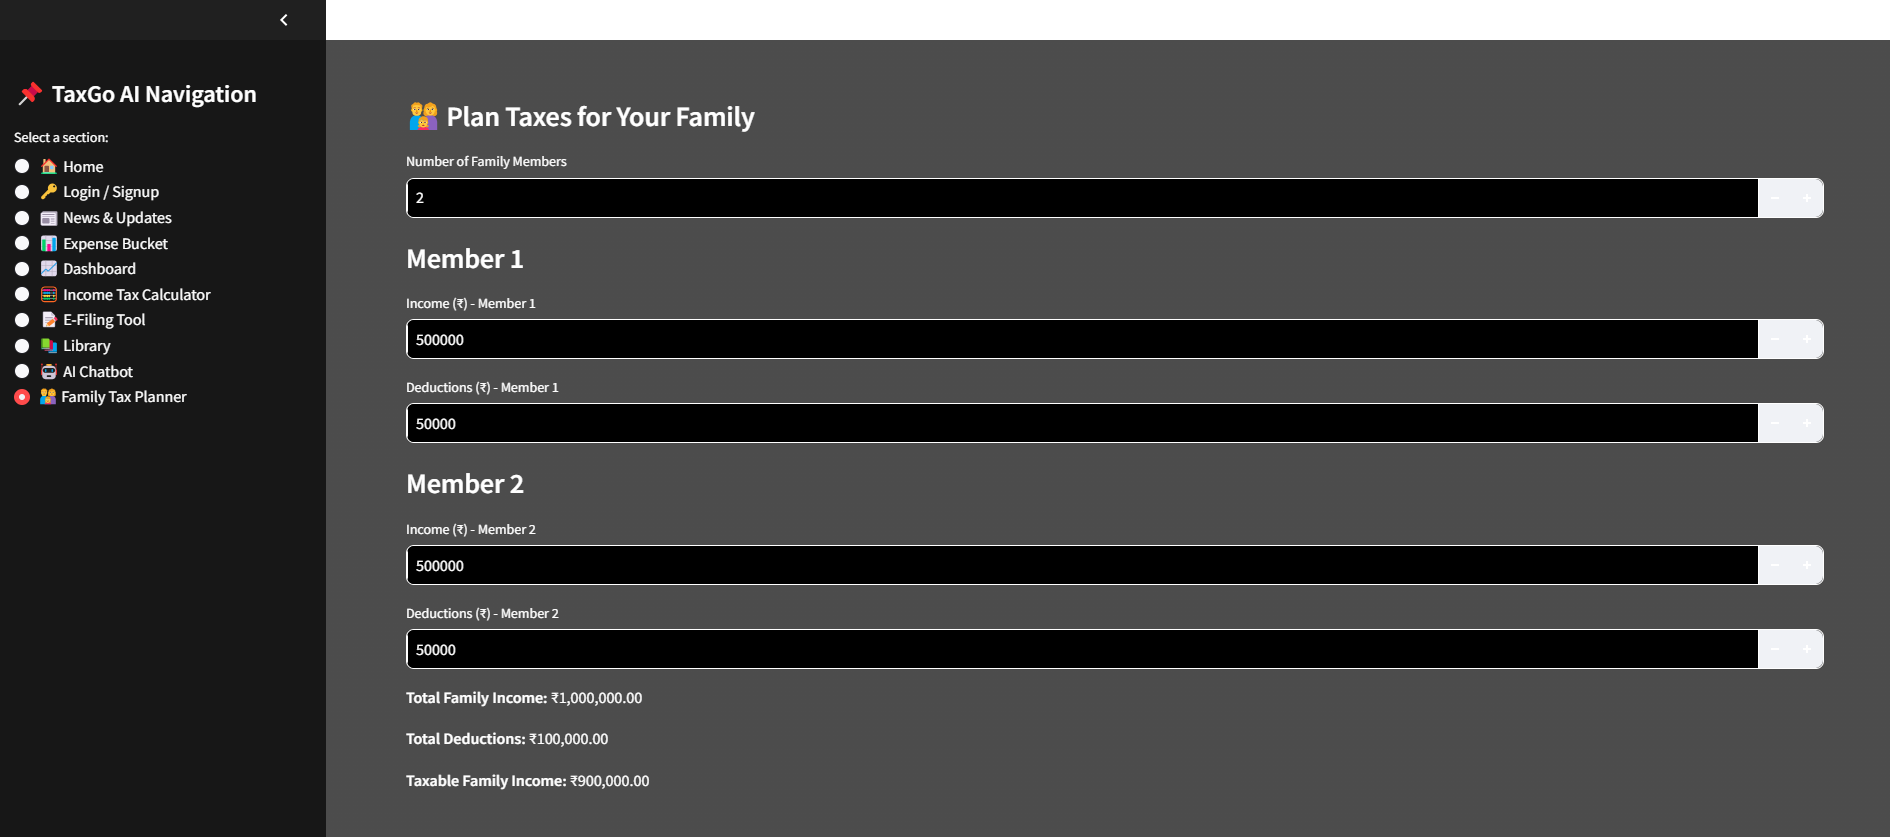 TaxGo AI Navigation
Select a section:
Home
Login / Signup
News & Updates
Expense Bucket
Dashboard
Income Tax Calculator
E-Filing Tool
Library
AI Chatbot
Family Tax Planner
Plan Taxes for Your Family
Number of Family Members
2
Member 1
Income (₹) - Member 1
500000
Deductions (₹) - Member 1
50000
Member 2
Income (₹) - Member 2
500000
Deductions (₹) - Member 2
50000
Total Family Income: ₹1,000,000.00
Total Deductions: ₹100,000.00
Taxable Family Income: ₹900,000.00